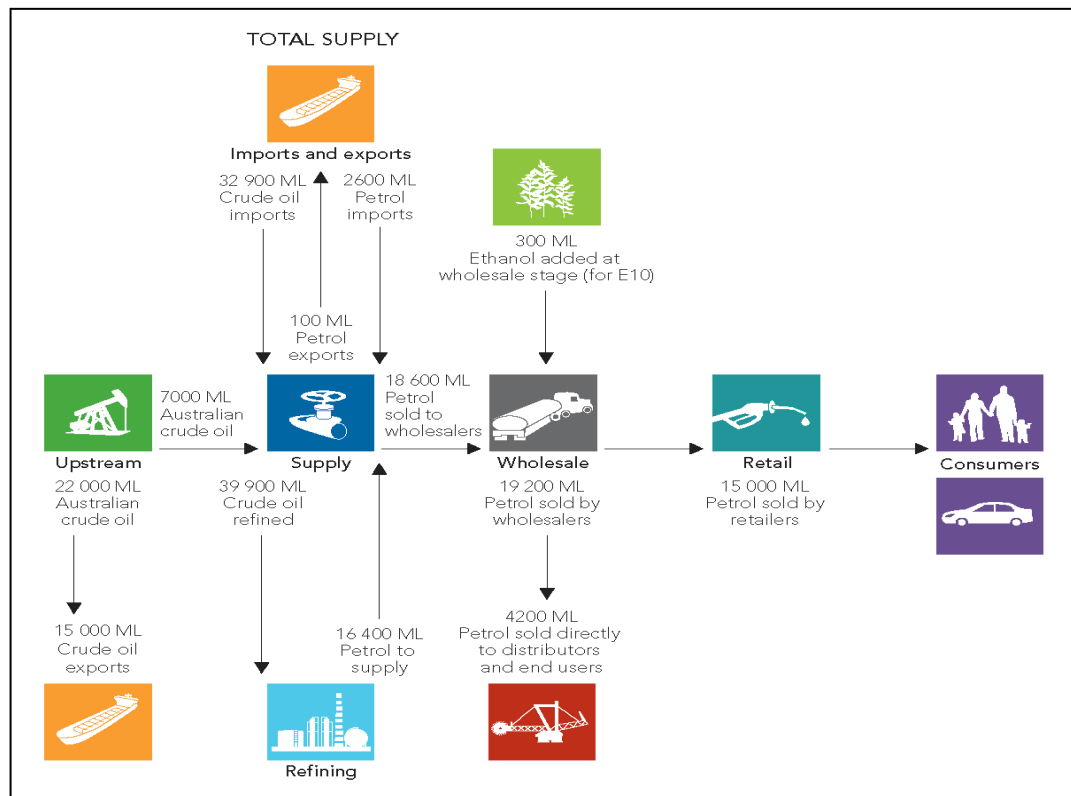 TOTAL SUPPLY
Imports and exports
32 900 ML
Crude oil
imports
2600 ML
Petrol
imports
100 ML
Petrol
exports
300 ML
Ethanol added at
wholesale stage (for E10)
7000 ML
Australian
crude oil
18 600 ML
Petrol
sold to
wholesalers
Upstream
22 000 ML
Australian
crude oil
Supply
39 900 ML
Crude oil
refined
Wholesale
19 200 ML
Petrol sold by
wholesalers
Retail
15 000 ML
Petrol sold by
retailers
Consumers
15 000 ML
Crude oil
exports
16 400 ML
Petrol to
supply
4200 ML
Petrol sold directly
to distributors
and end users
Refining